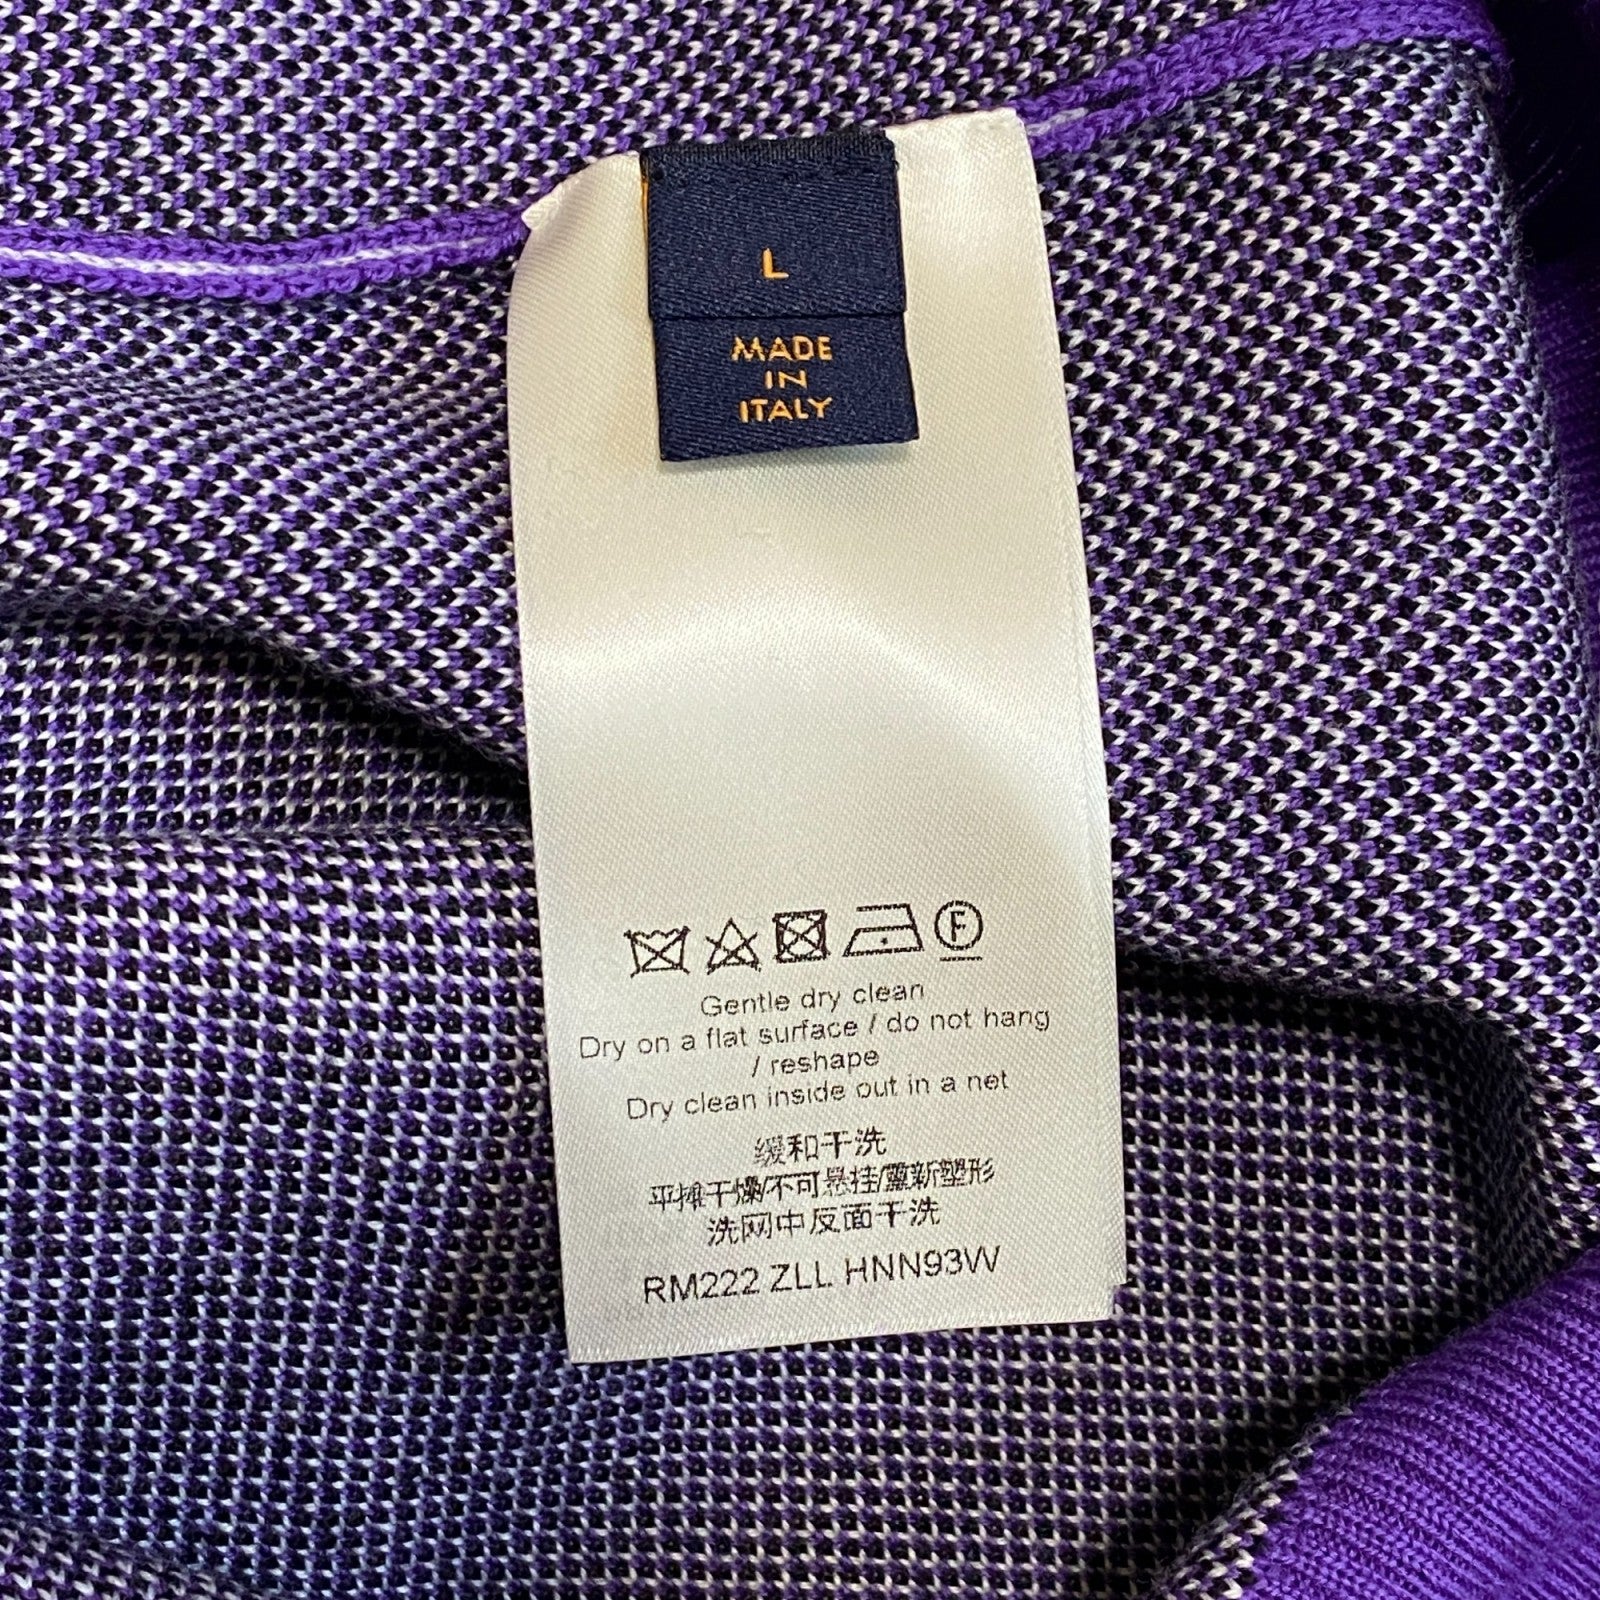 L
MADE
IN
ITALY
F
Gentle dry clean
Dry on a flat surface / do not hang
/ reshape
Dry clean inside out in a net
缓和干洗
平摊干燥/不可悬挂/重新塑形
洗网中反面干洗
RM222 ZLL HNN93W